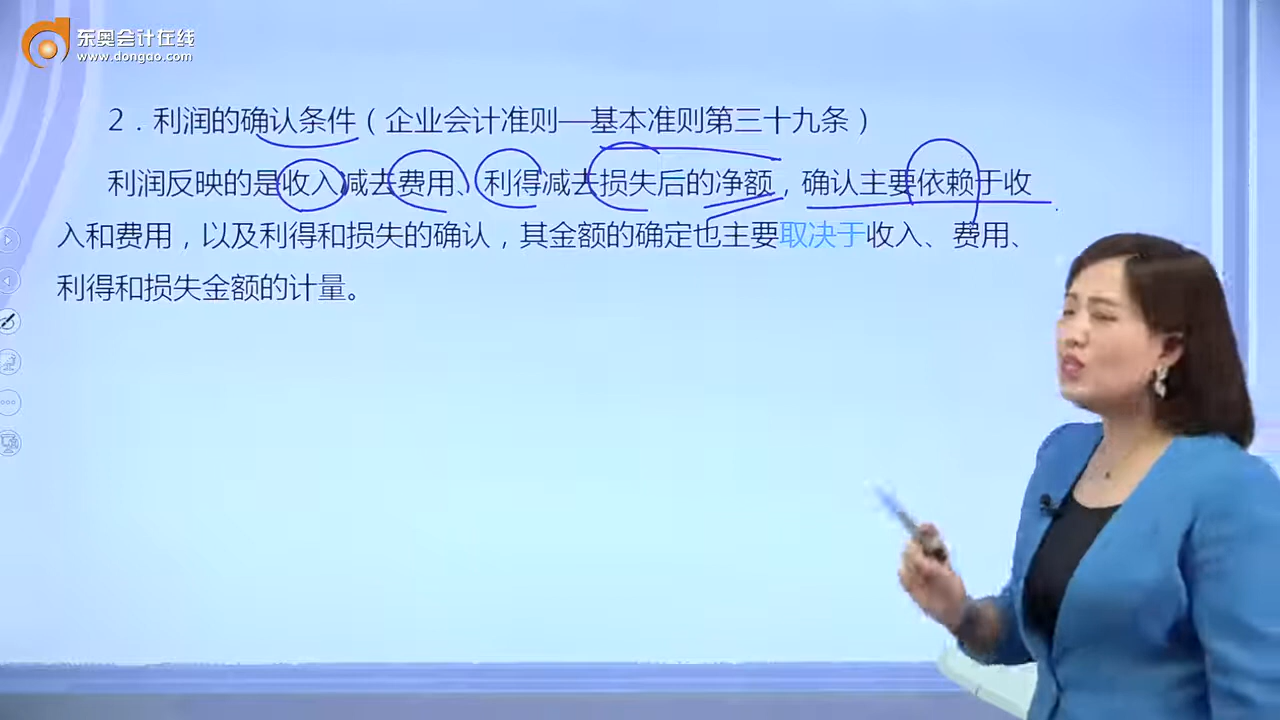 东奥会计在线
www.dongao.com
2．利润的确认条件（企业会计准则—基本准则第三十九条）
利润反映的是收入减去费用、利得减去损失后的净额，确认主要依赖于收
入和费用，以及利得和损失的确认，其金额的确定也主要取决于收入、费用、
利得和损失金额的计量。